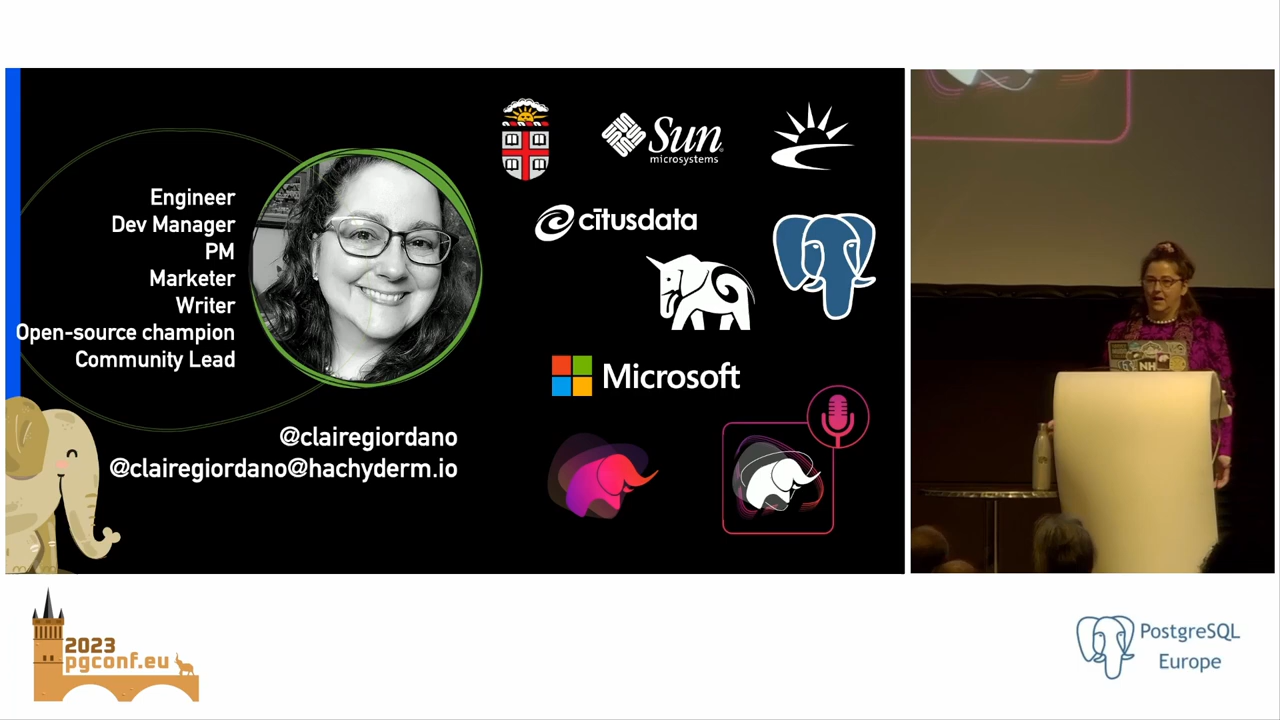 Engineer
Dev Manager
PM
Marketer
Writer
Open-source champion
Community Lead
@clairegiordano
@clairegiordano@hachyderm.io
Sun
microsystems
citusdata
Microsoft
NH
2023
pgconf.eu
PostgreSQL
Europe